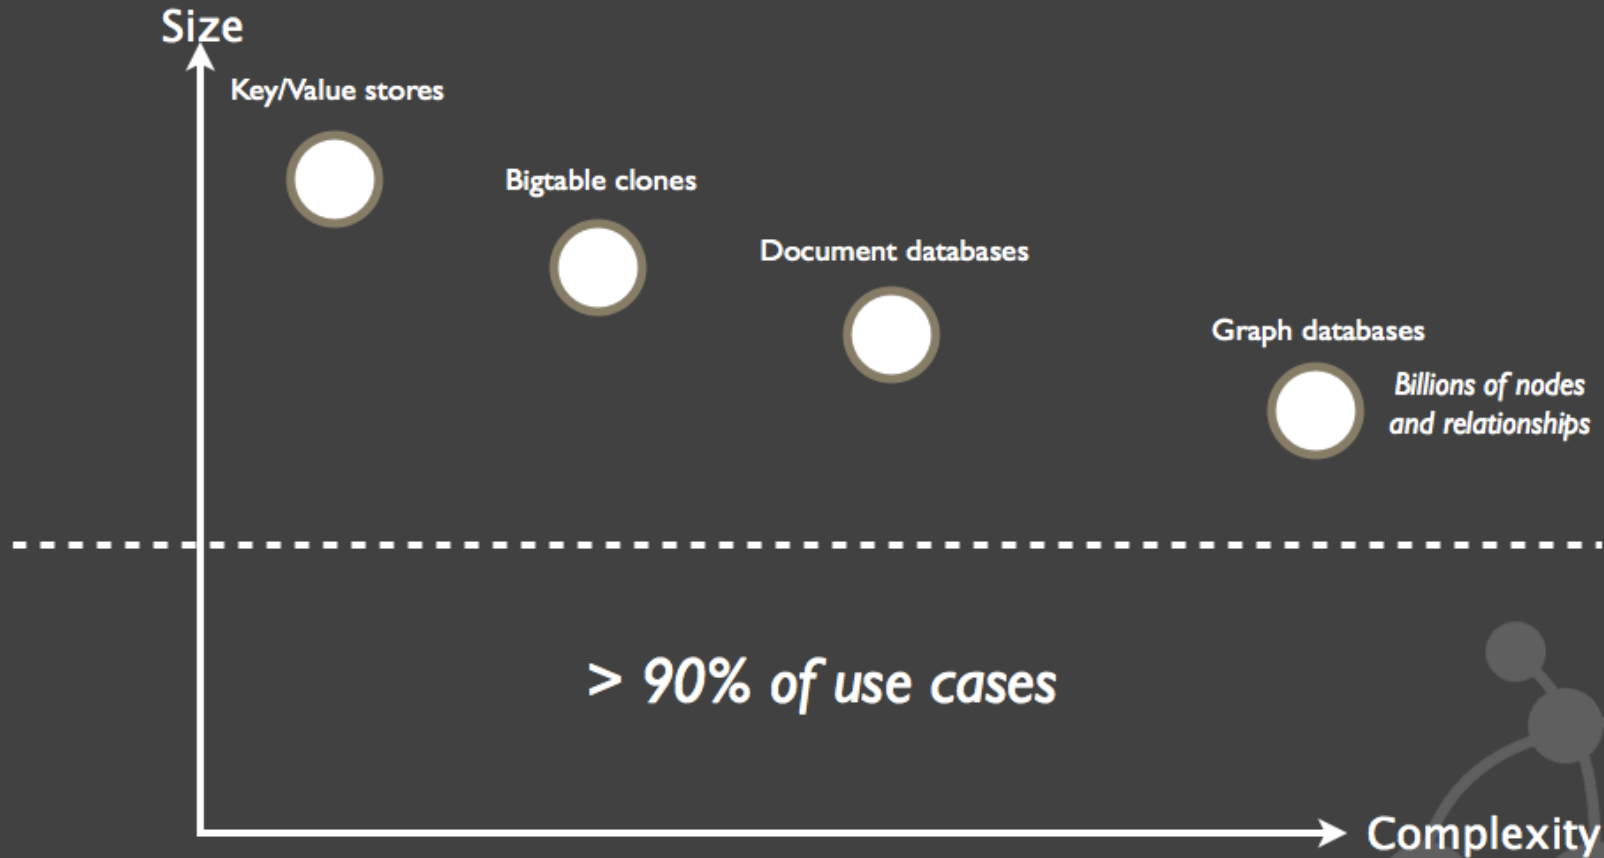 Size
Key/Value stores
Bigtable clones
Document databases
Graph databases
Billions of nodes
and relationships
> 90% of use cases
Complexity